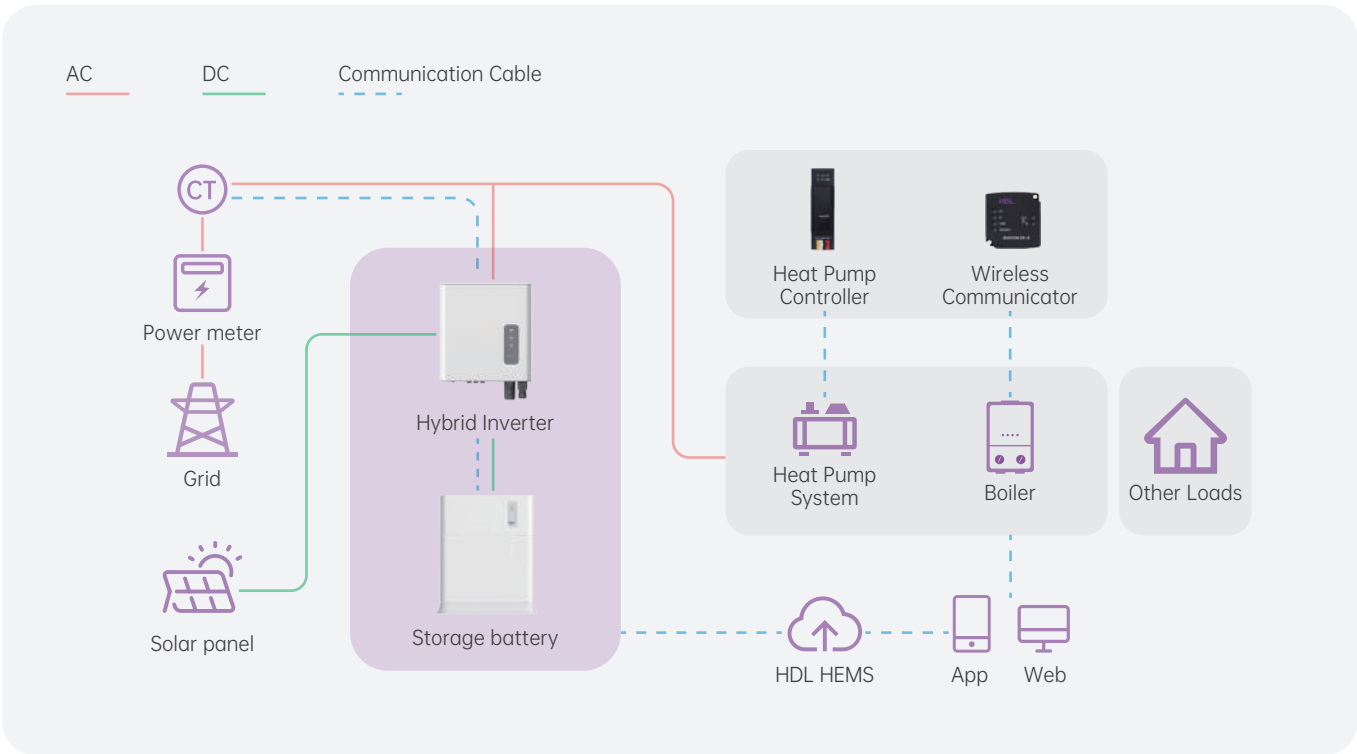 AC
DC
Communication Cable
CT
Power meter
Grid
Solar panel
Hybrid Inverter
Storage battery
HDL
Heat Pump
Controller
Wireless
Communicator
Heat Pump
System
Boiler
Other Loads
HDL HEMS
App
Web